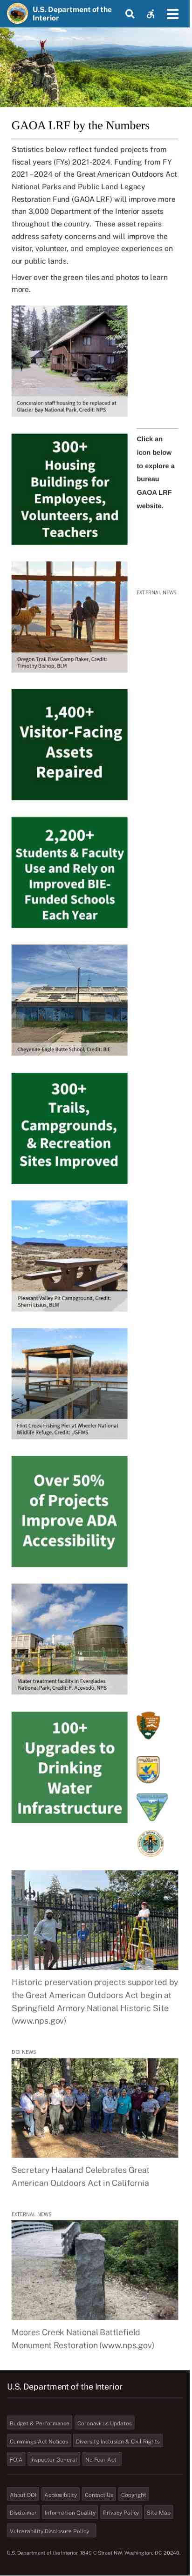 U.S. Department of the
Interior
GAOA LRF by the Numbers
Statistics below reflect funded projects from
fiscal years (FYs) 2021-2024. Funding from FY
2021 – 2024 of the Great American Outdoors Act
National Parks and Public Land Legacy
Restoration Fund (GAOA LRF) will improve more
than 3,000 Department of the Interior assets
throughout the country.  These asset repairs
address safety concerns and will improve the
visitor, volunteer, and employee experiences on
our public lands.
Hover over the green tiles and photos to learn
more.
Concession staff housing to be replaced at
Glacier Bay National Park, Credit: NPS
Click an
icon below
to explore a
bureau
GAOA LRF
website.
300+
Housing
Buildings for
Employees,
Volunteers, and
Teachers
EXTERNAL NEWS
Oregon Trail Base Camp Baker, Credit:
Timothy Bishop, BLM
1,400+
Visitor-Facing
Assets
Repaired
2,200+
Students & Faculty
Use and Rely on
Improved BIE-
Funded Schools
Each Year
Cheyenne-Eagle Butte School, Credit: BIE
300+
Trails,
Campgrounds,
& Recreation
Sites Improved
Pleasant Valley Pit Campground, Credit:
Sherri Lisius, BLM
Flint Creek Fishing Pier at Wheeler National
Wildlife Refuge. Credit: USFWS
Over 50%
of Projects
Improve ADA
Accessibility
Water treatment facility in Everglades
National Park, Credit: F. Acevedo, NPS
100+
Upgrades to
Drinking
Water
Infrastructure
Historic preservation projects supported by
the Great American Outdoors Act begin at
Springfield Armory National Historic Site
(www.nps.gov)
DOI NEWS
Secretary Haaland Celebrates Great
American Outdoors Act in California
EXTERNAL NEWS
Moores Creek National Battlefield
Monument Restoration (www.nps.gov)
U.S. Department of the Interior
Budget & Performance Coronavirus Updates
Cummings Act Notices Diversity, Inclusion & Civil Rights
FOIA Inspector General No Fear Act
About DOI Accessibility Contact Us Copyright
Disclaimer Information Quality Privacy Policy Site Map
Vulnerability Disclosure Policy
U.S. Department of the Interior, 1849 C Street NW, Washington, DC 20240.